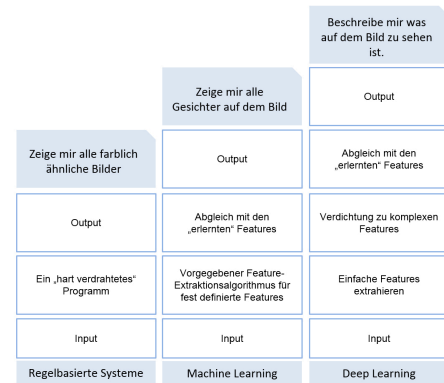 Zeige mir alle farblich
ähnliche Bilder
Output
Ein „hart verdrahtetes"
Programm
Input
Regelbasierte Systeme
Zeige mir alle
Gesichter auf dem Bild
Output
Abgleich mit den
„erlernten" Features
Vorgegebener Feature-
Extraktionsalgorithmus für
fest definierte Features
Input
Machine Learning
Beschreibe mir was
auf dem Bild zu sehen
ist.
Output
Abgleich mit den
„erlernten" Features
Verdichtung zu komplexen
Features
Einfache Features
extrahieren
Input
Deep Learning